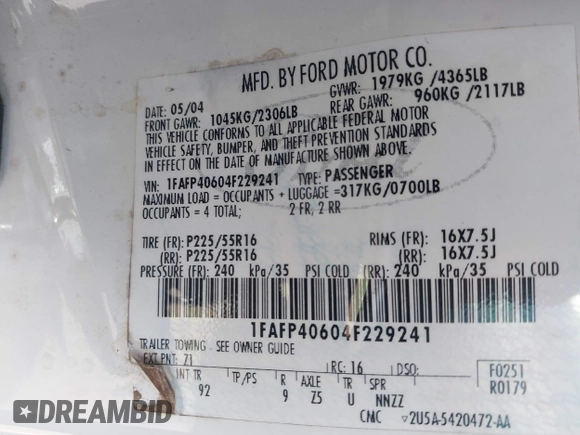 MFD. BY FORD MOTOR CO.
DATE: 05/04 GVWR: 1979KG /4365LB
FRONT GAWR: 1045KG/2306LB REAR GAWR: 960KG /2117LB
THIS VEHICLE CONFORMS TO ALL APPLICABLE FEDERAL MOTOR
VEHICLE SAFETY, BUMPER, AND THEFT PREVENTION STANDARDS
IN EFFECT ON THE DATE OF MANUFACTURE SHOWN ABOVE.
VIN: 1FAFP40604F229241 TYPE: PASSENGER
MAXIMUM LOAD = OCCUPANTS + LUGGAGE =317KG/0700LB
OCCUPANTS = 4 TOTAL; 2 FR, 2 RR
TIRE (FR): P225/55R16 RIMS (FR): 16X7.5J
(RR): P225/55R16 (RR): 16X7.5J
PRESSURE (FR): 240 kPa/35 PSI COLD (RR): 240 kPa/35 PSI COLD
1FAFP40604F229241
TRAILER TOWING - SEE OWNER GUIDE
EXT PNT: Z1 RC: 16 DSO: F0251
INT TR TP/PS R AXLE TR SPR R0179
92 9 Z5 U NNZZ
CMC ▽2U5A-5420472-AA
DREAMBID
DREAMBID